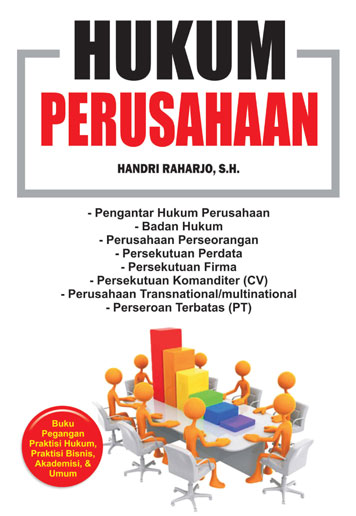 HUKUM
PERUSAHAAN
HANDRI RAHARJO, S.H.
- Pengantar Hukum Perusahaan
- Badan Hukum
- Perusahaan Perseorangan
- Persekutuan Perdata
- Persekutuan Firma
- Persekutuan Komanditer (CV)
- Perusahaan Transnational/multinational
- Perseroan Terbatas (PT)
Buku
Pegangan
Praktisi Hukum,
Praktisi Bisnis,
Akademisi, &
Umum